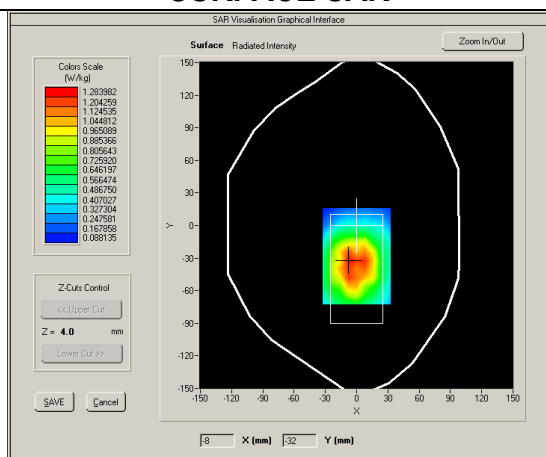 SAR Visualisation Graphical Interface
Surface Radiated Intensity
Zoom In/Out
Colors Scale
(W/kg)
1.283982
1.204259
1.124535
1.044812
0.965089
0.885366
0.805643
0.725920
0.646197
0.566474
0.486750
0.407027
0.327304
0.247581
0.167858
0.088135
Z-Cuts Control
<< Upper Cut
Z = 4.0 mm
Lower Cut >>
SAVE Cancel
150
120
90
60
30
0
-30
-60
-90
-120
-150
Y
-150 -120 -90 -60 -30 0 30 60 90 120 150
X
-8 X (mm) -32 Y (mm)